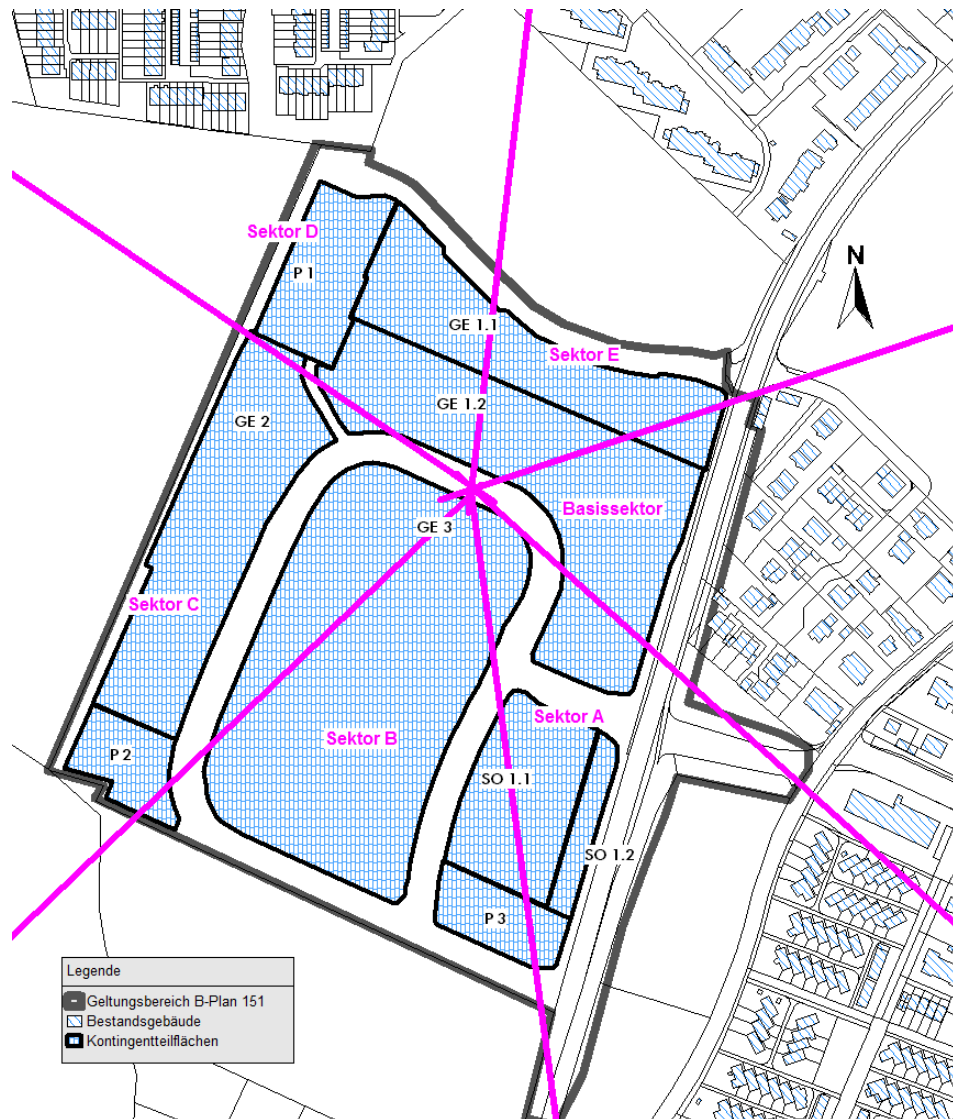 Sektor D
N
P 1
GE 1.1
Sektor E
GE 1.2
GE 2
Basissektor
GE 3
Sektor C
Sektor A
Sektor B
P 2
SO 1.1
SO 1.2
P 3
Legende
Geltungsbereich B-Plan 151
Bestandsgebäude
Kontingentteilflächen